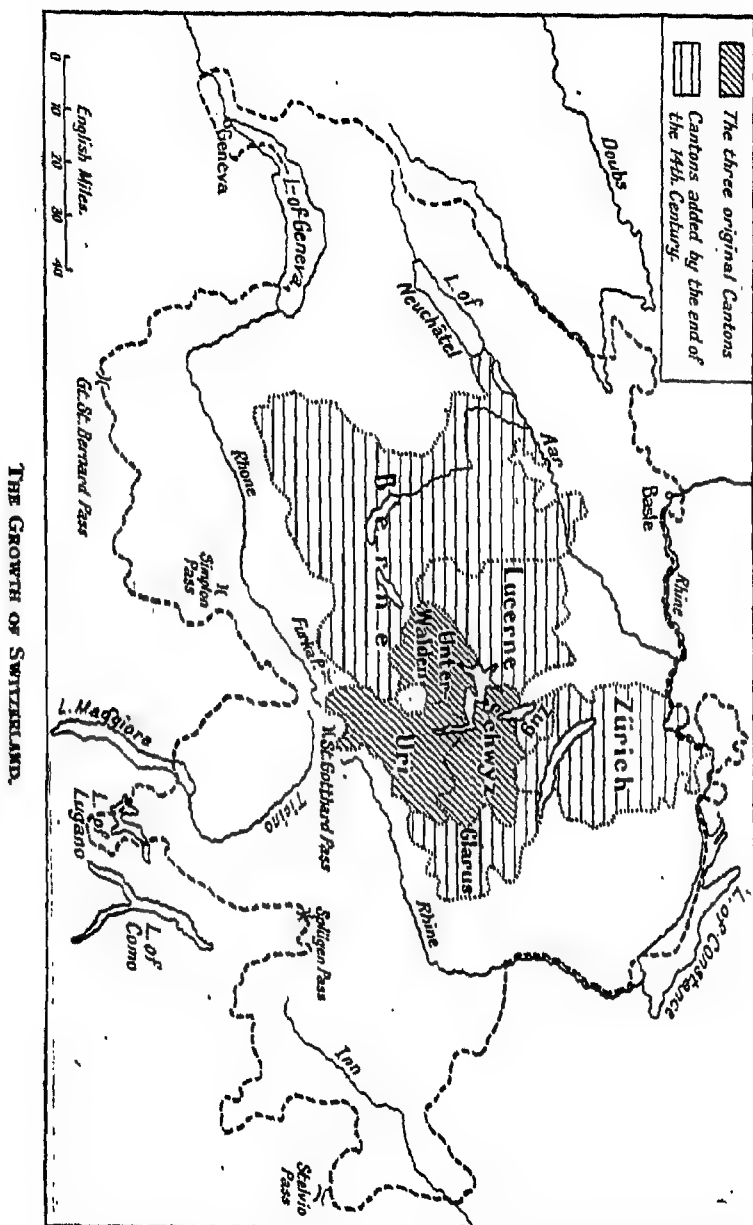 The three original Cantons
Cantons added by the end of
the 14th. Century.
Doubs
Basle
Rhine
L. of Constance
Zürich
Aar
L. of
Neuchâtel
Lucerne
Zug
Schwyz
Unter-
Walden
Berne
Uri
Glarus
Rhine
L. of Geneva
Geneva
Rhone
Furka P.
St. Gotthard Pass
Inn
Gt. St. Bernard Pass
Simplon
Pass
Ticino
L. Maggiore
L. of
Lugano
L. of
Como
Splügen Pass
Stelvio
Pass
0 10 20 30 40
English Miles.
THE GROWTH OF SWITZERLAND.